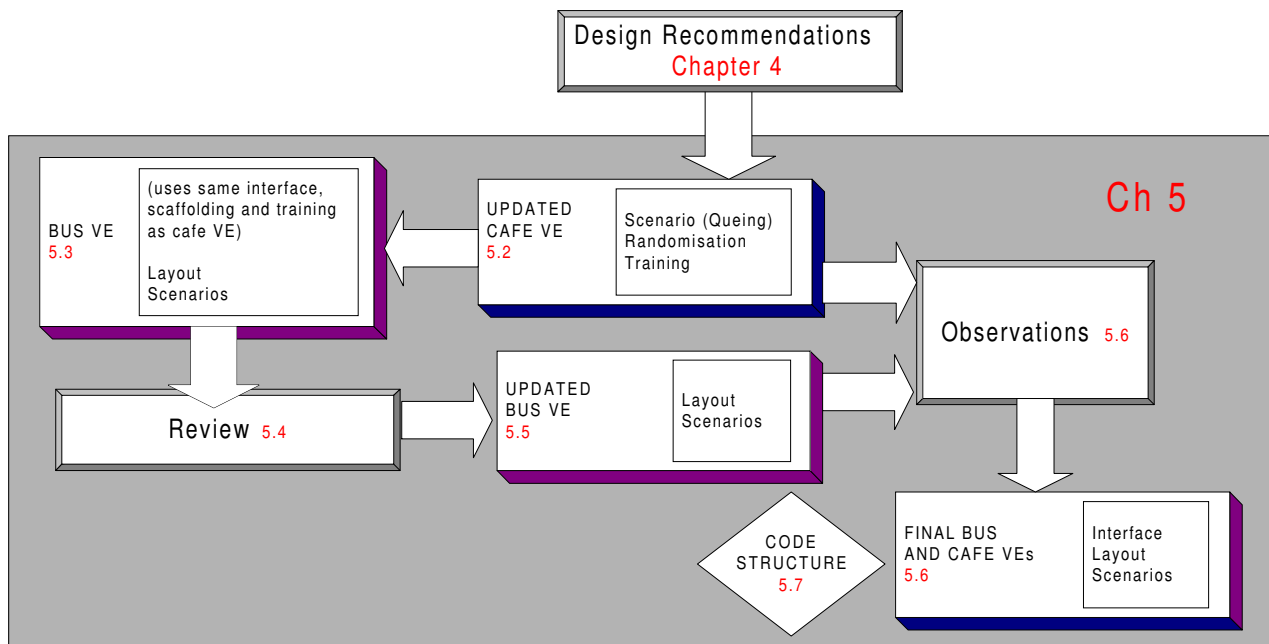 Design Recommendations
Chapter 4
Ch 5
BUS VE
5.3
(uses same interface,
scaffolding and training
as cafe VE)
Layout
Scenarios
UPDATED
CAFE VE
5.2
Scenario (Queing)
Randomisation
Training
Observations 5.6
Review 5.4
UPDATED
BUS VE
5.5
Layout
Scenarios
CODE
STRUCTURE
5.7
FINAL BUS
AND CAFE VEs
5.6
Interface
Layout
Scenarios